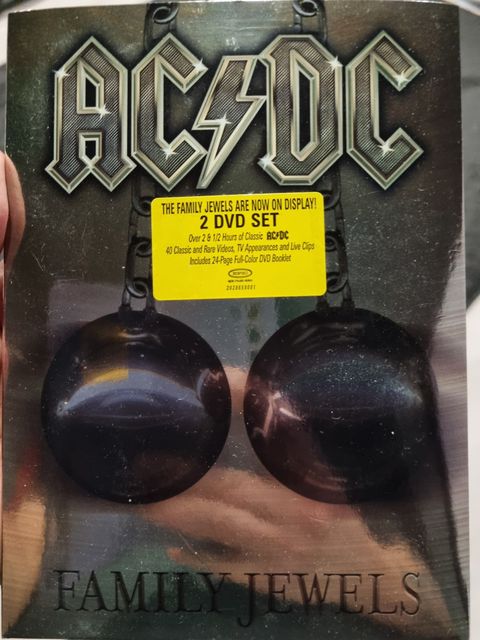 AC/DC
THE FAMILY JEWELS ARE NOW ON DISPLAY!
2 DVD SET
Over 2 & 1/2 Hours of Classic AC/DC
40 Classic and Rare Videos, TV Appearances and Live Clips
Includes 24-Page Full-Color DVD Booklet
FAMILY JEWELS